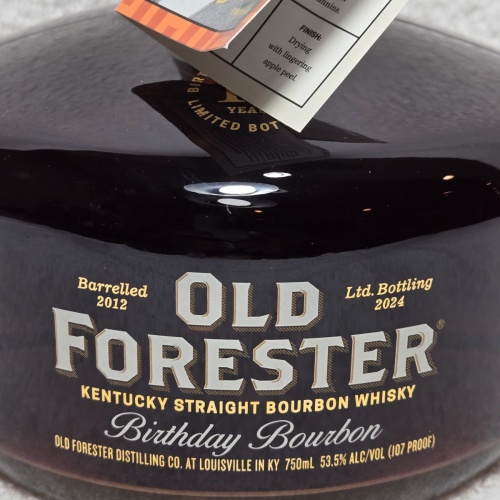 FINISH:
Drying
with lingering
apple peel.
YEA
LIMITED BOT
Barrelled
2012
OLD
Ltd. Bottling
2024
FORESTER®
KENTUCKY STRAIGHT BOURBON WHISKY
Birthday Bourbon
OLD FORESTER DISTILLING CO. AT LOUISVILLE IN KY 750mL 53.5% ALC/VOL (107 PROOF)